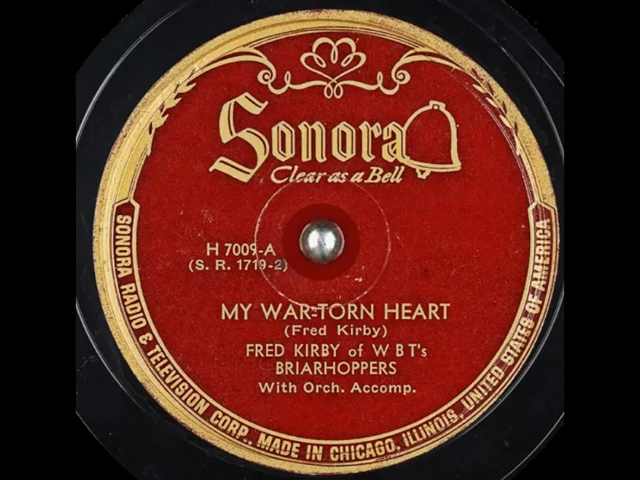 Sonora
Clear as a Bell
H 7009-A
(S. R. 1719-2)
MY WAR-TORN HEART
(Fred Kirby)
FRED KIRBY of W B T's
BRIARHOPPERS
With Orch. Accomp.
SONORA RADIO & TELEVISION CORP., MADE IN CHICAGO, ILLINOIS, UNITED STATES OF AMERICA